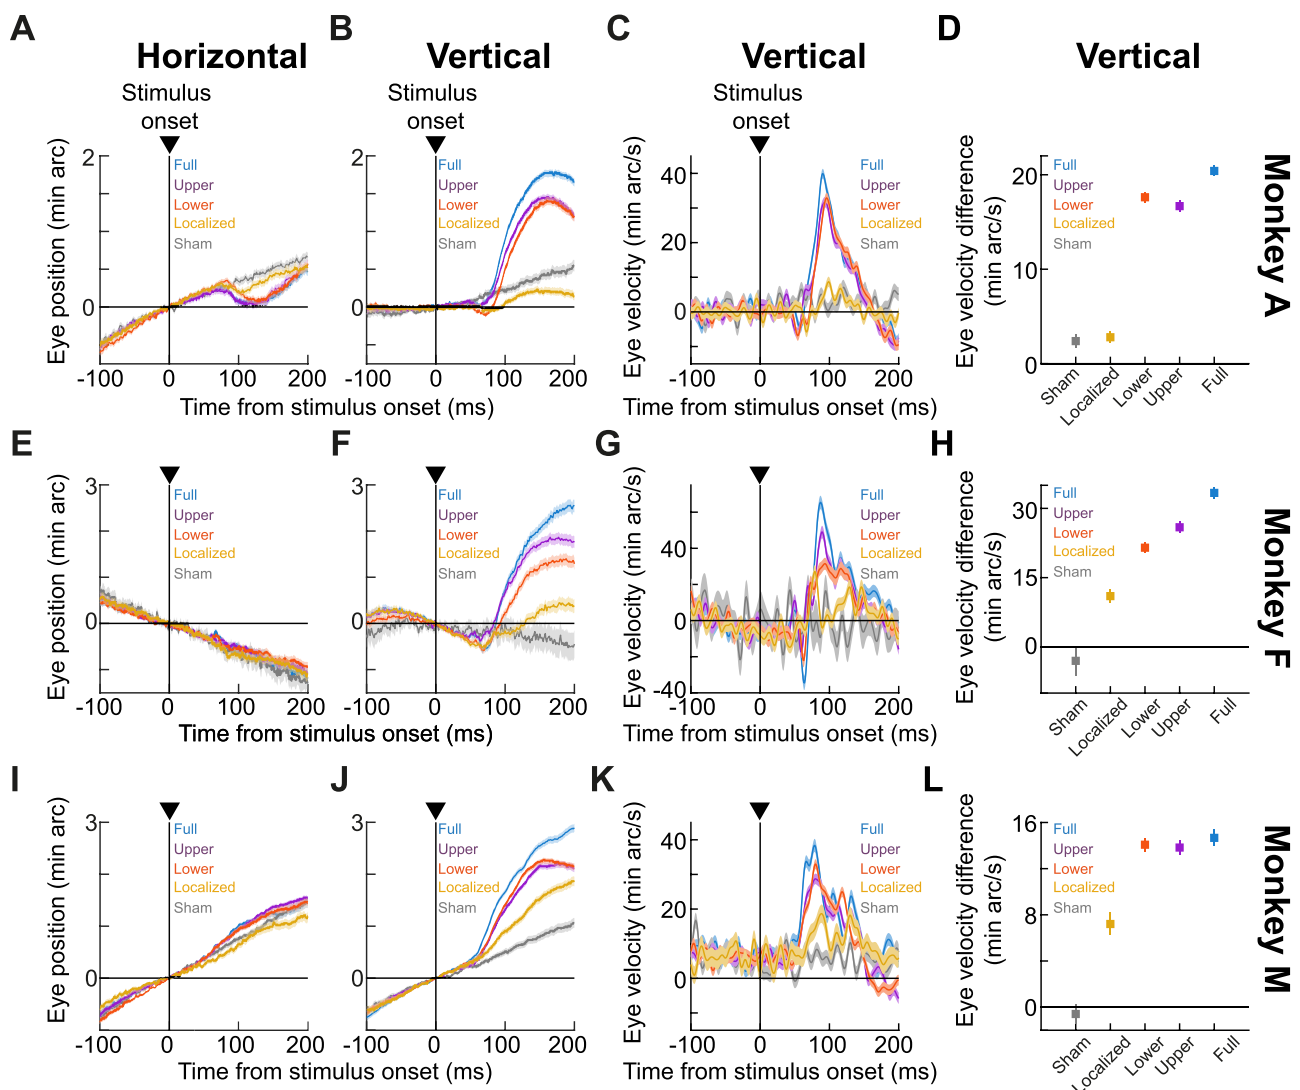 A
B
C
D
Horizontal
Vertical
Vertical
Vertical
Stimulus
onset
Stimulus
onset
Stimulus
onset
Eye position (min arc)
2
0
Full
Upper
Lower
Localized
Sham
-100 0 100 200
2
0
Full
Upper
Lower
Localized
Sham
-100 0 100 200
Time from stimulus onset (ms)
Eye velocity (min arc/s)
40
20
0
Full
Upper
Lower
Localized
Sham
-100 0 100 200
Time from stimulus onset (ms)
Eye velocity difference
(min arc/s)
20
10
0
Full
Upper
Lower
Localized
Sham
Sham
Localized
Lower
Upper
Full
Monkey A
E
F
G
H
Eye position (min arc)
3
0
Full
Upper
Lower
Localized
Sham
-100 0 100 200
3
0
Full
Upper
Lower
Localized
Sham
-100 0 100 200
Time from stimulus onset (ms)
Eye velocity (min arc/s)
40
0
-40
-100 0 100 200
Time from stimulus onset (ms)
Full
Upper
Lower
Localized
Sham
Eye velocity difference
(min arc/s)
30
15
0
Full
Upper
Lower
Localized
Sham
Sham
Localized
Lower
Upper
Full
Monkey F
I
J
K
L
Eye position (min arc)
3
0
Full
Upper
Lower
Localized
Sham
-100 0 100 200
3
0
Full
Upper
Lower
Localized
Sham
-100 0 100 200
Time from stimulus onset (ms)
Eye velocity (min arc/s)
40
20
0
Full
Upper
Lower
Localized
Sham
-100 0 100 200
Time from stimulus onset (ms)
Eye velocity difference
(min arc/s)
16
8
0
Full
Upper
Lower
Localized
Sham
Sham
Localized
Lower
Upper
Full
Monkey M